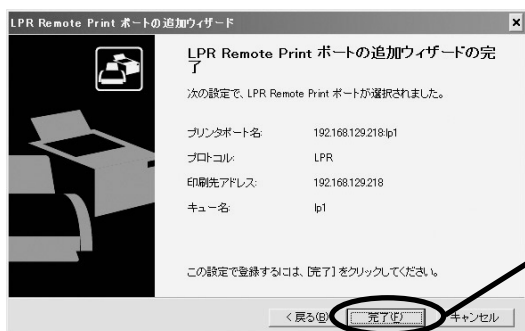 LPR Remote Print ポートの追加ウィザード
LPR Remote Print ポートの追加ウィザードの完
了
次の設定で、LPR Remote Print ポートが選択されました。
プリンタポート名: 192.168.129.218:lp1
プロトコル: LPR
印刷先アドレス: 192.168.129.218
キュー名: lp1
この設定で登録するには、[完了]をクリックしてください。
< 戻る(B) 完了(F) キャンセル